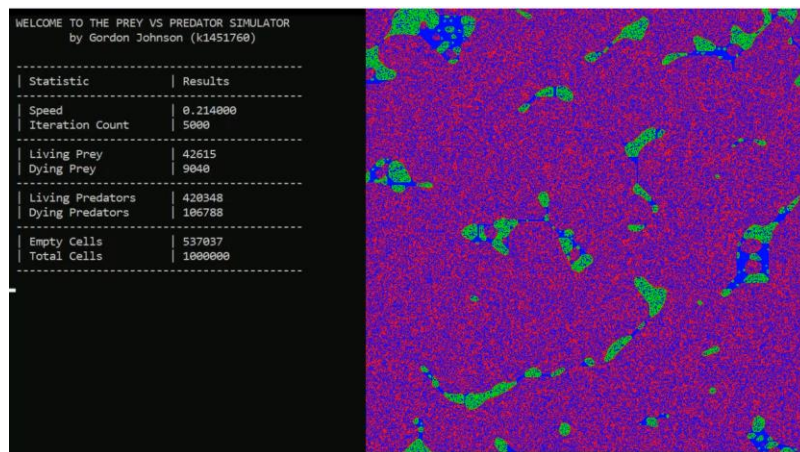 WELCOME TO THE PREY VS PREDATOR SIMULATOR
by Gordon Johnson (k1451760)
-------------------------------------------
| Statistic | Results
-------------------------------------------
| Speed | 0.214000
| Iteration Count | 5000
-------------------------------------------
| Living Prey | 42615
| Dying Prey | 9040
-------------------------------------------
| Living Predators | 420348
| Dying Predators | 106788
-------------------------------------------
| Empty Cells | 537037
| Total Cells | 1000000
-------------------------------------------